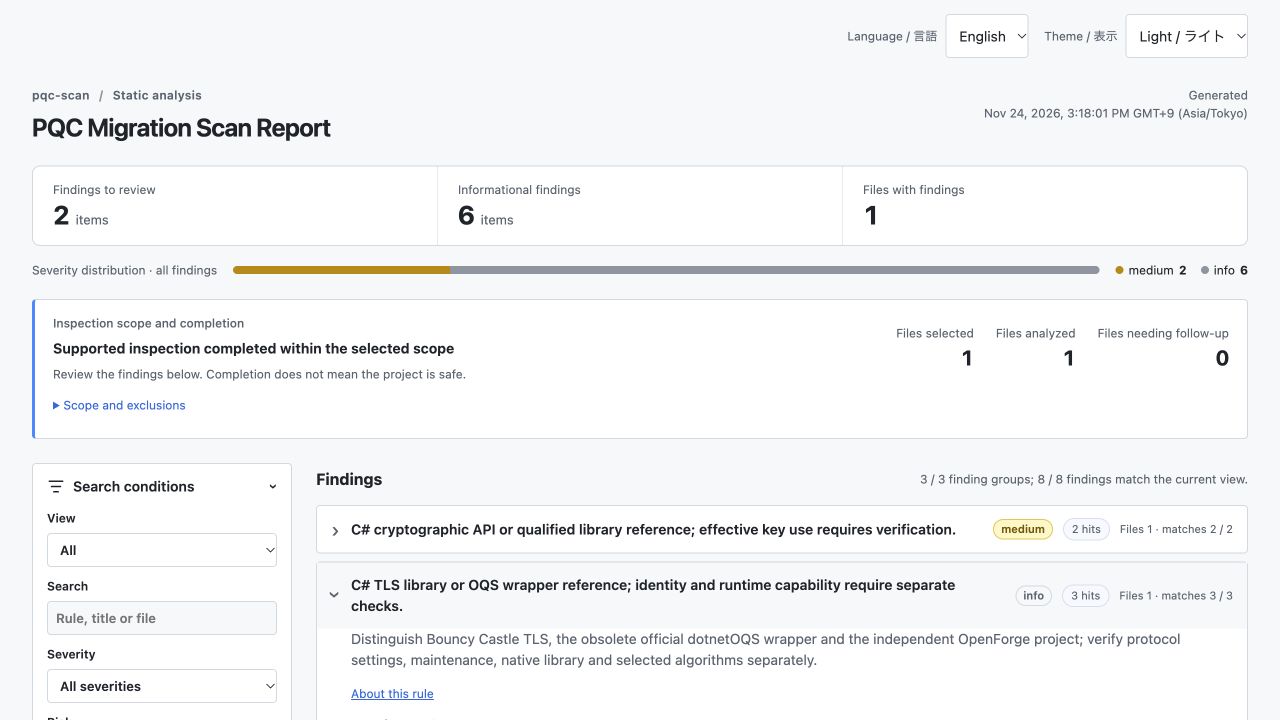 Language / 言語 English Theme / 表示 Light / ライト
pqc-scan / Static analysis
PQC Migration Scan Report
Generated
Nov 24, 2026, 3:18:01 PM GMT+9 (Asia/Tokyo)
Findings to review
2 items
Informational findings
6 items
Files with findings
1
Severity distribution · all findings
medium 2 info 6
Inspection scope and completion
Supported inspection completed within the selected scope
Review the findings below. Completion does not mean the project is safe.
Scope and exclusions
Files selected
1
Files analyzed
1
Files needing follow-up
0
Search conditions
View
All
Search
Rule, title or file
Severity
All severities
Findings
3 / 3 finding groups; 8 / 8 findings match the current view.
C# cryptographic API or qualified library reference; effective key use requires verification.
medium 2 hits Files 1 · matches 2 / 2
C# TLS library or OQS wrapper reference; identity and runtime capability require separate
checks.
info 3 hits Files 1 · matches 3 / 3
Distinguish Bouncy Castle TLS, the obsolete official dotnetOQS wrapper and the independent OpenForge project; verify protocol
settings, maintenance, native library and selected algorithms separately.
About this rule